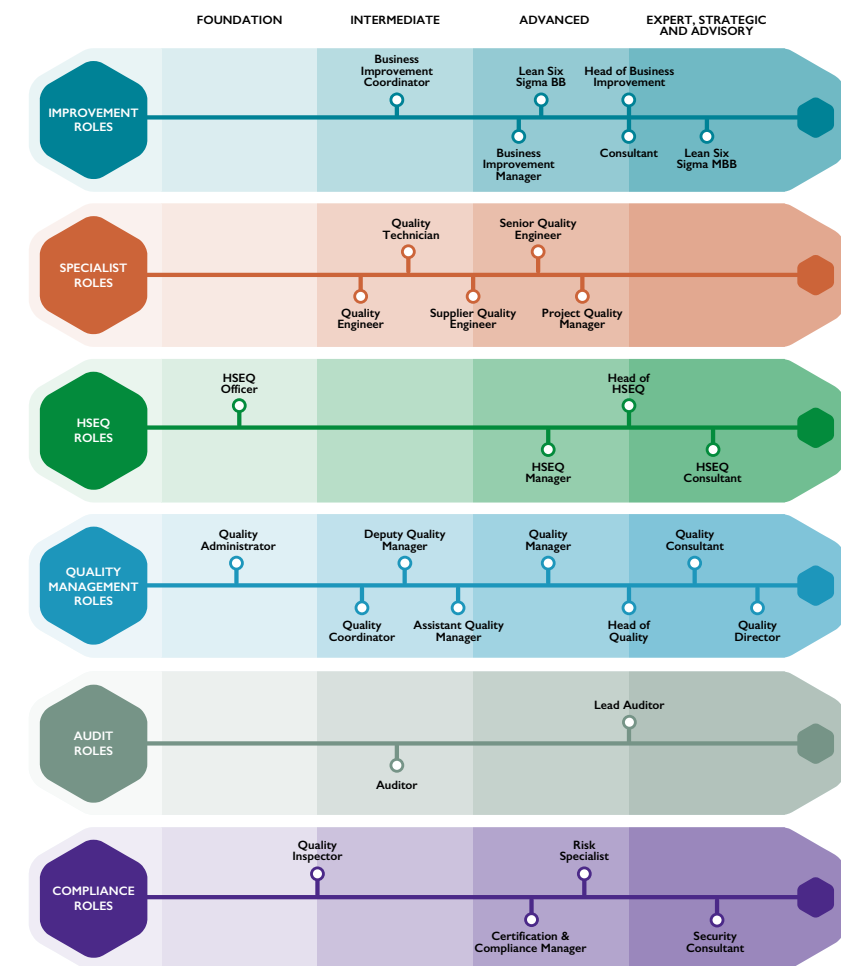 FOUNDATION
INTERMEDIATE
ADVANCED
EXPERT, STRATEGIC
AND ADVISORY
IMPROVEMENT
ROLES
Business
Improvement
Coordinator
Lean Six
Sigma BB
Head of Business
Improvement
Business
Improvement
Manager
Consultant
Lean Six
Sigma MBB
SPECIALIST
ROLES
Quality
Technician
Senior Quality
Engineer
Quality
Engineer
Supplier Quality
Engineer
Project Quality
Manager
HSEQ
ROLES
HSEQ
Officer
Head of
HSEQ
HSEQ
Manager
HSEQ
Consultant
QUALITY
MANAGEMENT
ROLES
Quality
Administrator
Deputy Quality
Manager
Quality
Manager
Quality
Consultant
Quality
Coordinator
Assistant Quality
Manager
Head of
Quality
Quality
Director
AUDIT
ROLES
Lead Auditor
Auditor
COMPLIANCE
ROLES
Quality
Inspector
Risk
Specialist
Certification &
Compliance Manager
Security
Consultant